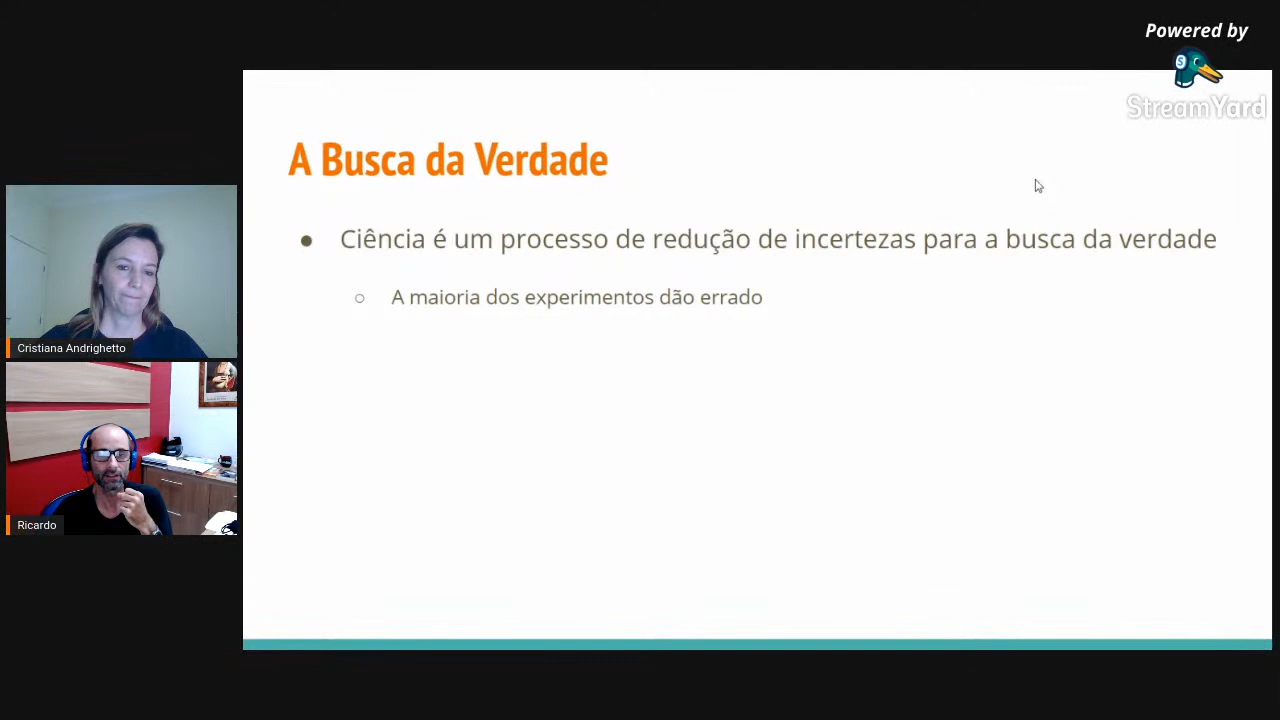 Powered by
StreamYard
A Busca da Verdade
● Ciência é um processo de redução de incertezas para a busca da verdade
○ A maioria dos experimentos dão errado
Cristiana Andrighetto
Ricardo